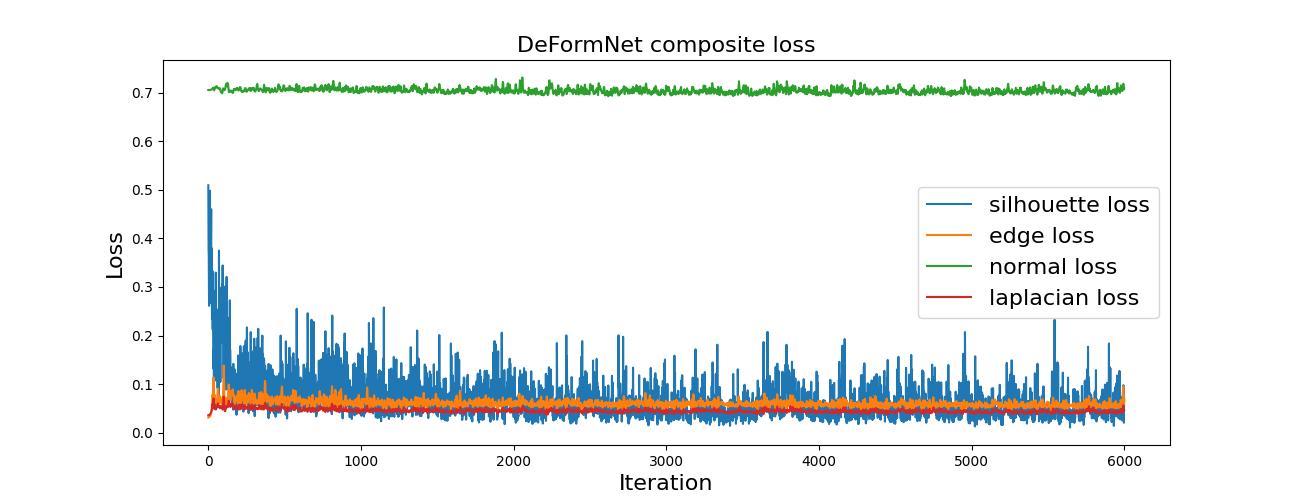 DeFormNet composite loss
Loss
0.7
0.6
0.5
0.4
0.3
0.2
0.1
0.0
silhouette loss
edge loss
normal loss
laplacian loss
0 1000 2000 3000 4000 5000 6000
Iteration